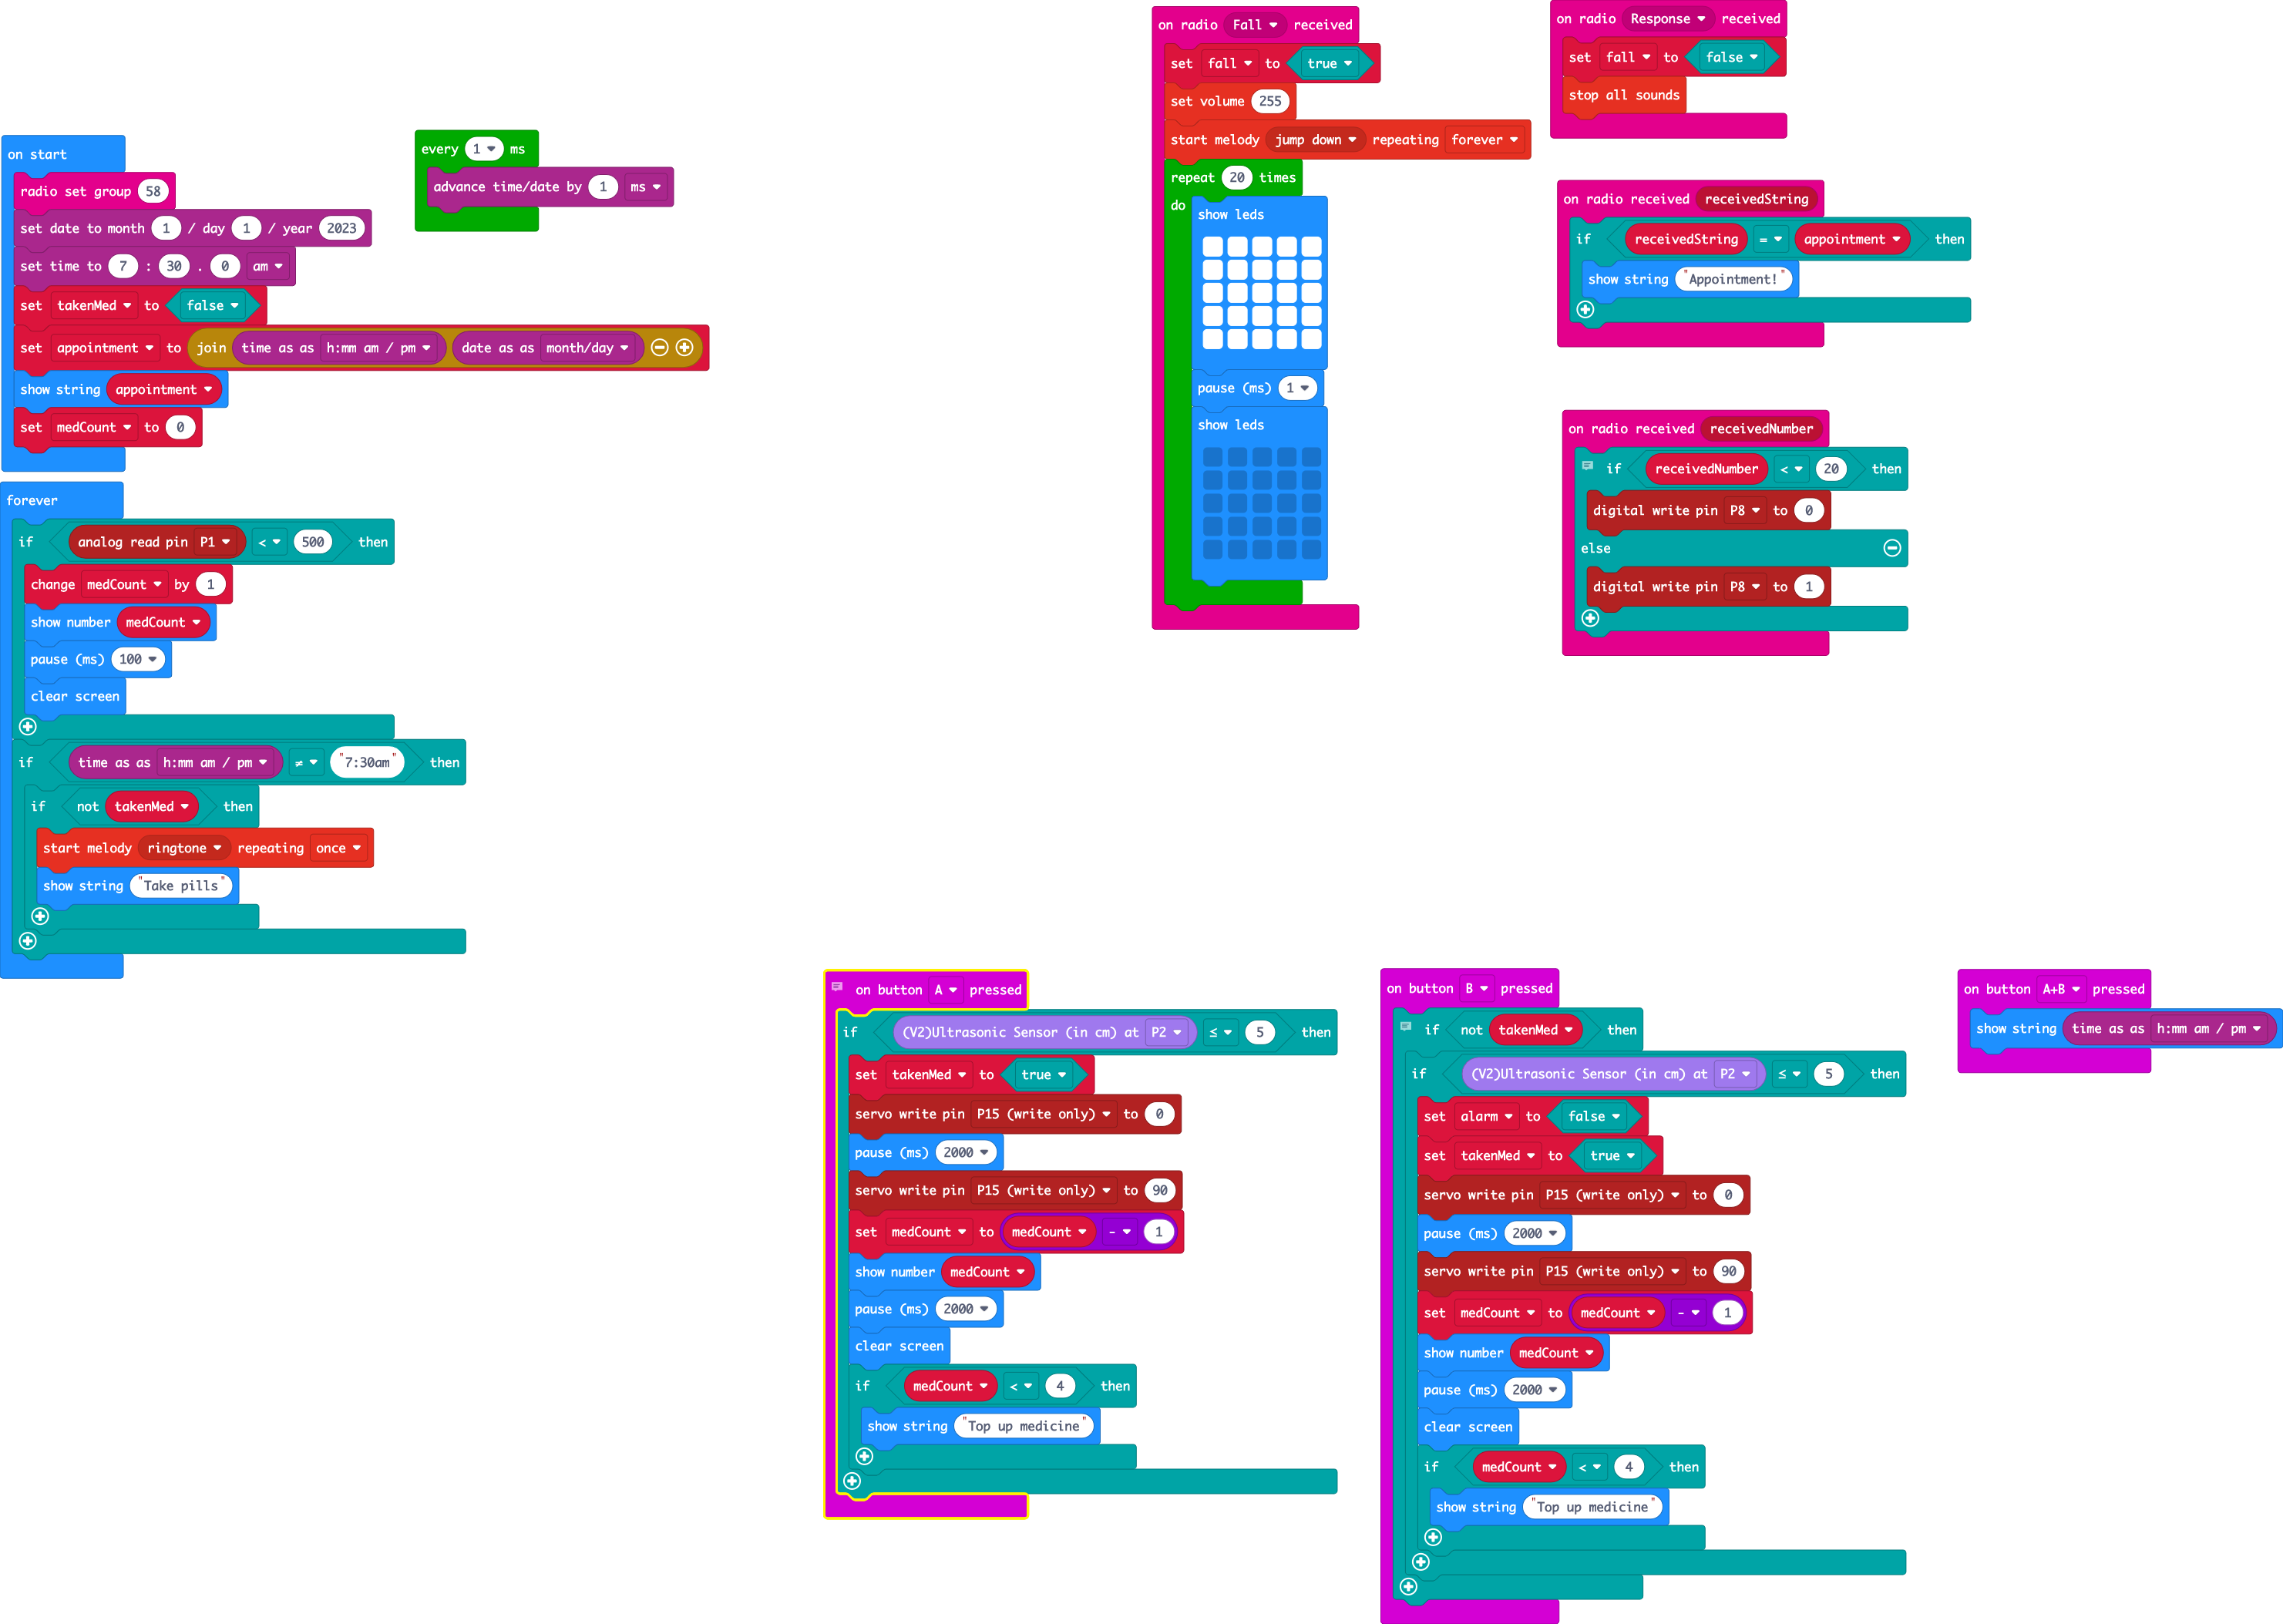 on start
radio set group 58
set date to month 1 / day 1 / year 2023
set time to 7 : 30 . 0 am
set takenMed to false
set appointment to join time as as h:mm am / pm date as as month/day
show string appointment
set medCount to 0
every 1 ms
advance time/date by 1 ms
forever
if analog read pin P1 < 500 then
change medCount by 1
show number medCount
pause (ms) 100
clear screen
if time as as h:mm am / pm ≠ "7:30am" then
if not takenMed then
start melody ringtone repeating once
show string "Take pills"
on radio Fall received
set fall to true
set volume 255
start melody jump down repeating forever
repeat 20 times
do
show leds
pause (ms) 1
show leds
on radio Response received
set fall to false
stop all sounds
on radio received receivedString
if receivedString = appointment then
show string "Appointment!"
on radio received receivedNumber
if receivedNumber < 20 then
digital write pin P8 to 0
else
digital write pin P8 to 1
on button A pressed
if (V2)Ultrasonic Sensor (in cm) at P2 ≤ 5 then
set takenMed to true
servo write pin P15 (write only) to 0
pause (ms) 2000
servo write pin P15 (write only) to 90
set medCount to medCount - 1
show number medCount
pause (ms) 2000
clear screen
if medCount < 4 then
show string "Top up medicine"
on button B pressed
if not takenMed then
if (V2)Ultrasonic Sensor (in cm) at P2 ≤ 5 then
set alarm to false
set takenMed to true
servo write pin P15 (write only) to 0
pause (ms) 2000
servo write pin P15 (write only) to 90
set medCount to medCount - 1
show number medCount
pause (ms) 2000
clear screen
if medCount < 4 then
show string "Top up medicine"
on button A+B pressed
show string time as as h:mm am / pm